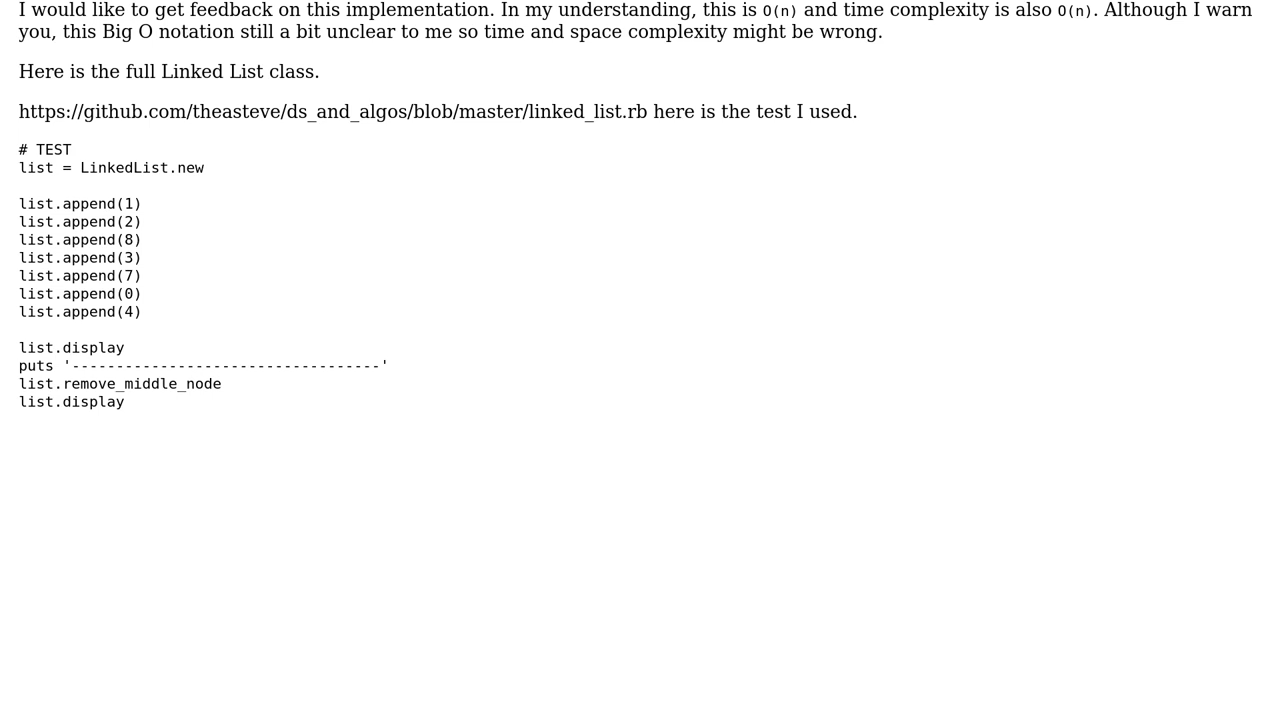 I would like to get feedback on this implementation. In my understanding, this is O(n) and time complexity is also O(n). Although I warn
you, this Big O notation still a bit unclear to me so time and space complexity might be wrong.
Here is the full Linked List class.
https://github.com/theasteve/ds_and_algos/blob/master/linked_list.rb here is the test I used.
# TEST
list = LinkedList.new
list.append(1)
list.append(2)
list.append(8)
list.append(3)
list.append(7)
list.append(0)
list.append(4)
list.display
puts '-----------------------------------'
list.remove_middle_node
list.display